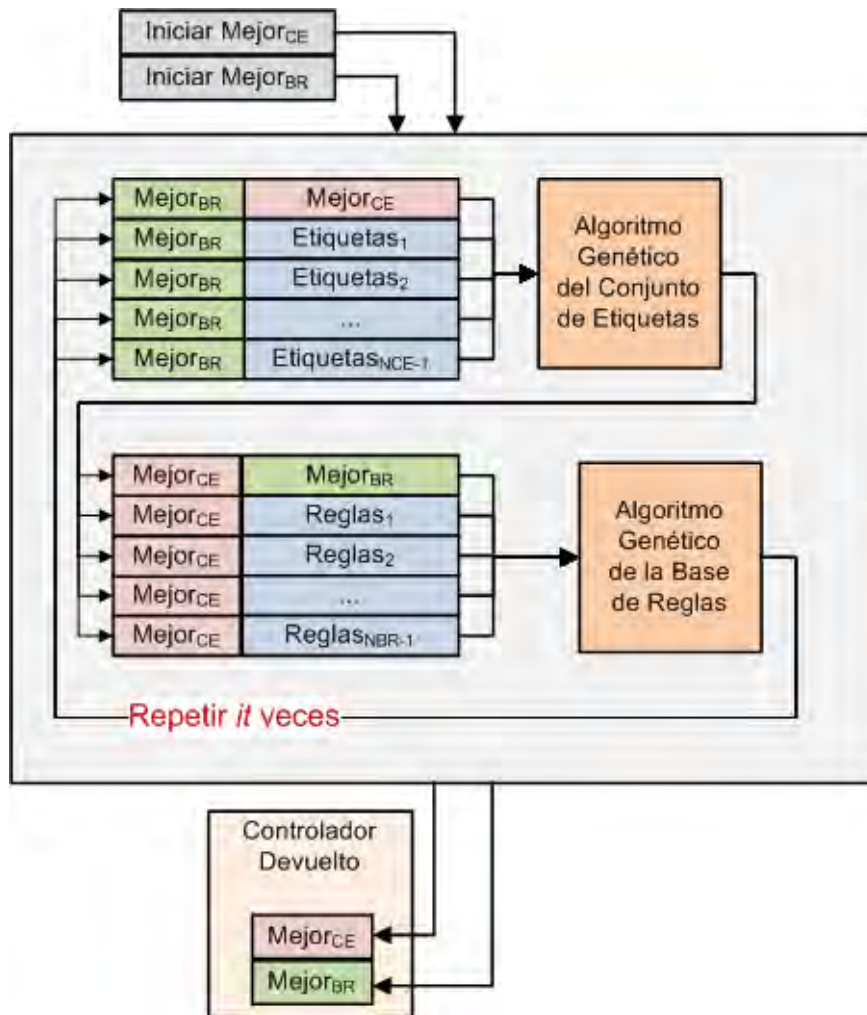 Iniciar MejorCE
Iniciar MejorBR
MejorBR MejorCE
MejorBR Etiquetas1
MejorBR Etiquetas2
MejorBR ...
MejorBR EtiquetasNCE-1
Algoritmo
Genético
del Conjunto
de Etiquetas
MejorCE MejorBR
MejorCE Reglas1
MejorCE Reglas2
MejorCE ...
MejorCE ReglasNBR-1
Algoritmo
Genético
de la Base
de Reglas
Repetir it veces
Controlador
Devuelto
MejorCE
MejorBR